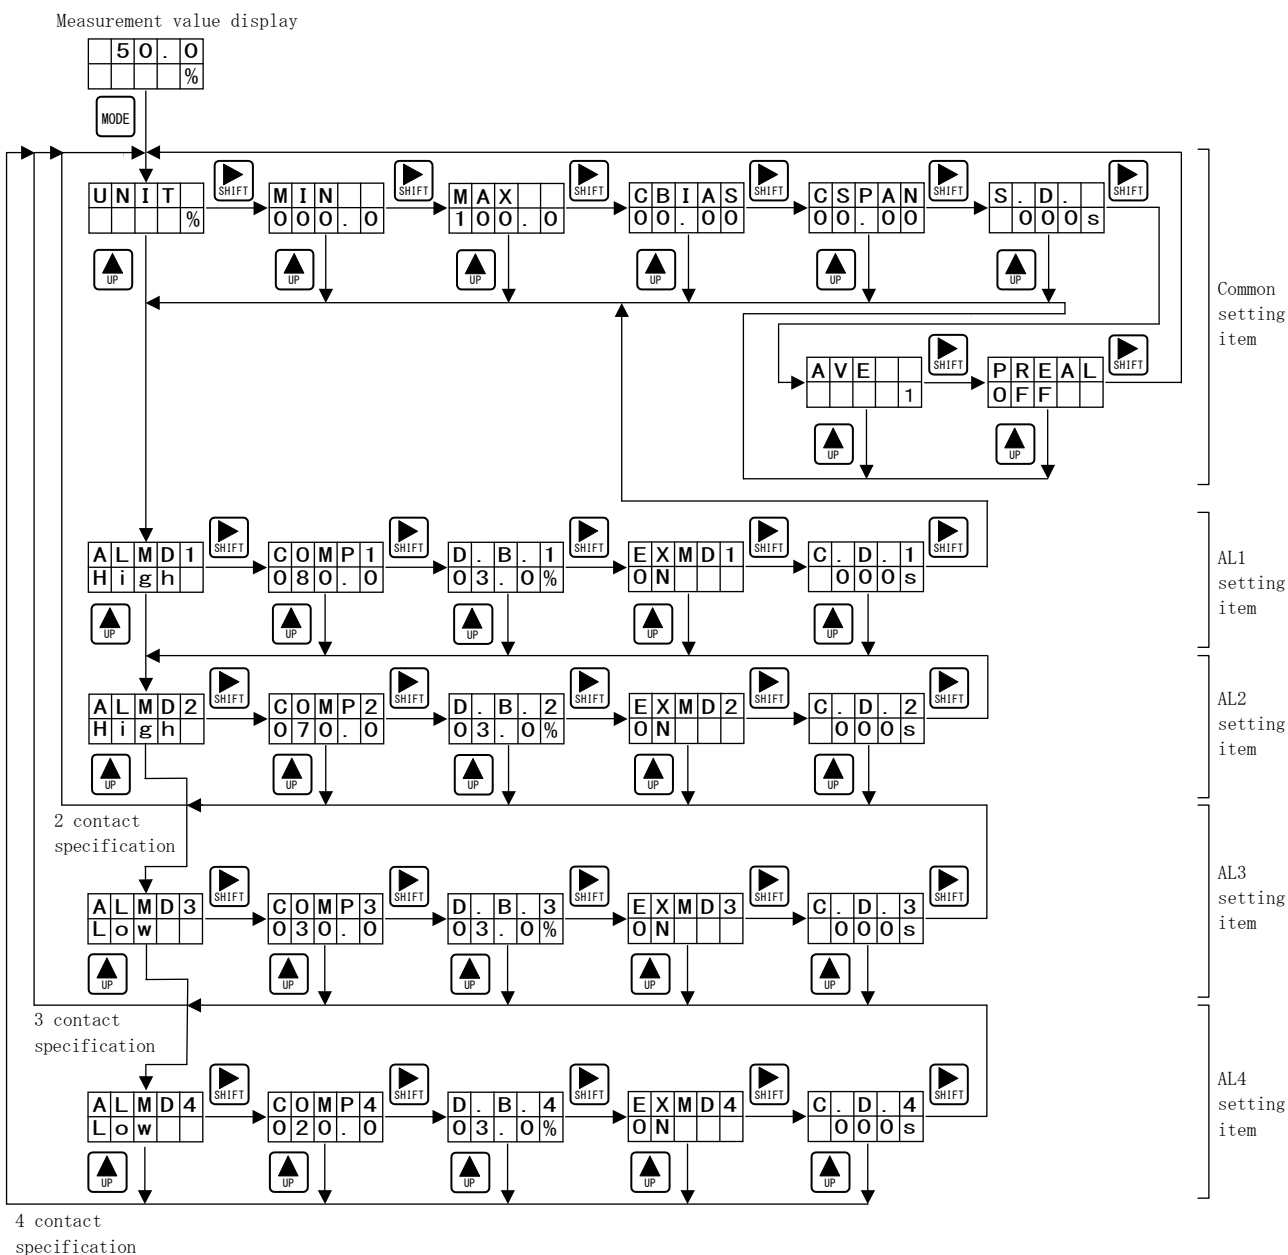 Measurement value display
50.0
%
MODE
SHIFT SHIFT SHIFT SHIFT SHIFT SHIFT
UNIT MIN MAX CBIAS CSPAN S.D.
% 000.0 100.0 00.00 00.00 000s
UP UP UP UP UP UP
Common
setting
item
SHIFT SHIFT
AVE PREAL
1 OFF
UP UP
SHIFT SHIFT SHIFT SHIFT SHIFT
ALMD1 COMP1 D.B.1 EXMD1 C.D.1
High 080.0 03.0% ON 000s
UP UP UP UP UP
AL1
setting
item
SHIFT SHIFT SHIFT SHIFT SHIFT
ALMD2 COMP2 D.B.2 EXMD2 C.D.2
High 070.0 03.0% ON 000s
UP UP UP UP UP
AL2
setting
item
2 contact
specification
SHIFT SHIFT SHIFT SHIFT SHIFT
ALMD3 COMP3 D.B.3 EXMD3 C.D.3
Low 030.0 03.0% ON 000s
UP UP UP UP UP
AL3
setting
item
3 contact
specification
SHIFT SHIFT SHIFT SHIFT SHIFT
ALMD4 COMP4 D.B.4 EXMD4 C.D.4
Low 020.0 03.0% ON 000s
UP UP UP UP UP
AL4
setting
item
4 contact
specification